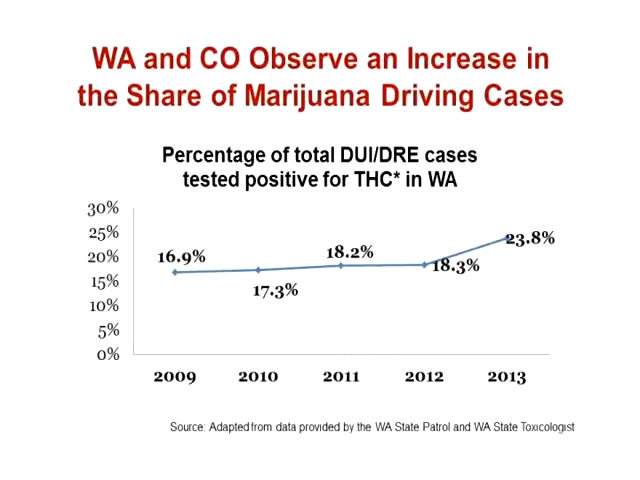 WA and CO Observe an Increase in
the Share of Marijuana Driving Cases
Percentage of total DUI/DRE cases
tested positive for THC* in WA
30%
25%
20%
15%
10%
5%
0%
16.9%
17.3%
18.2%
18.3%
23.8%
2009 2010 2011 2012 2013
Source: Adapted from data provided by the WA State Patrol and WA State Toxicologist